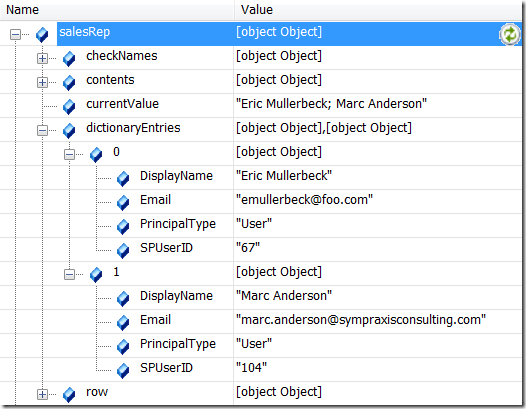 Name Value
salesRep [object Object]
checkNames [object Object]
contents [object Object]
currentValue "Eric Mullerbeck; Marc Anderson"
dictionaryEntries [object Object],[object Object]
0 [object Object]
DisplayName "Eric Mullerbeck"
Email "emullerbeck@foo.com"
PrincipalType "User"
SPUserID "67"
1 [object Object]
DisplayName "Marc Anderson"
Email "marc.anderson@sympraxisconsulting.com"
PrincipalType "User"
SPUserID "104"
row [object Object]